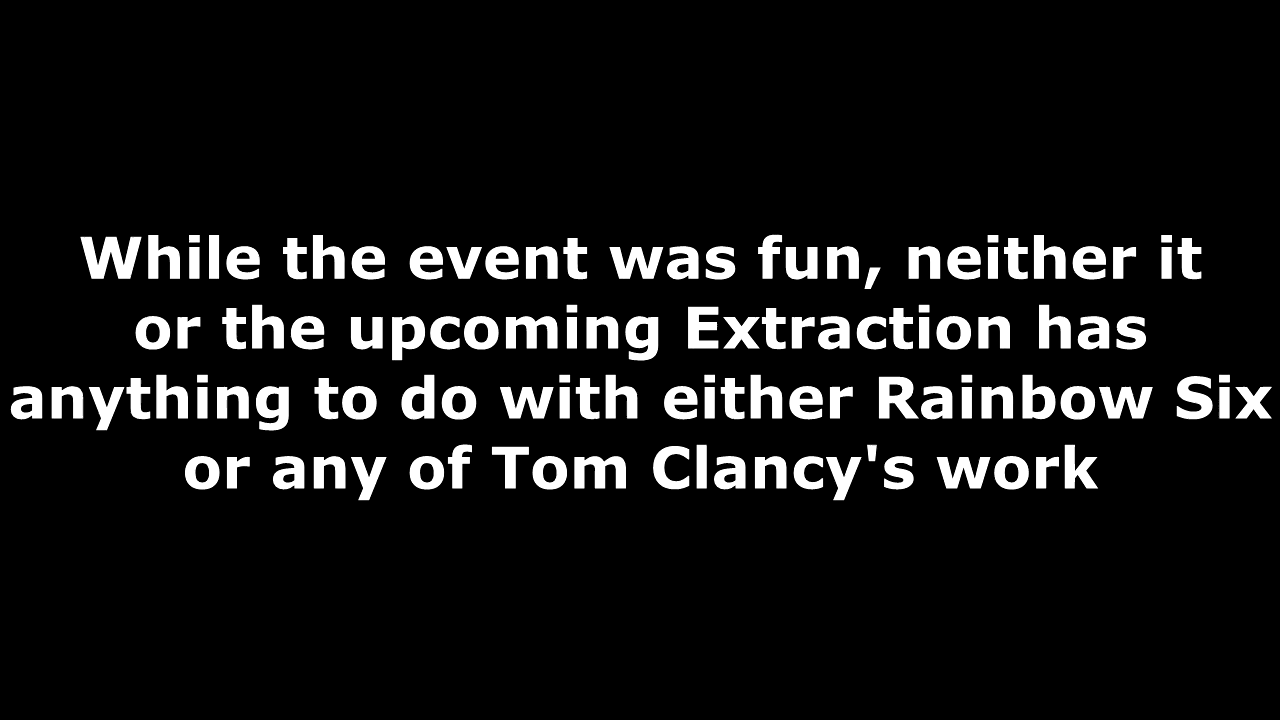 While the event was fun, neither it
or the upcoming Extraction has
anything to do with either Rainbow Six
or any of Tom Clancy's work